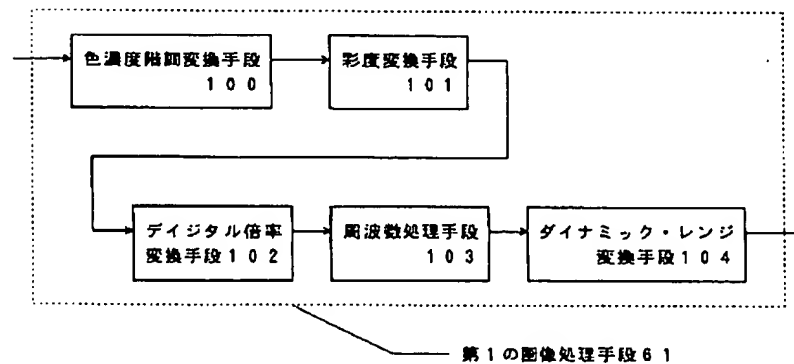 色濃度階調変換手段
100
彩度変換手段
101
デイジタル倍率
変換手段102
周波数処理手段
103
ダイナミック・レンジ
変換手段104
第1の画像処理手段61